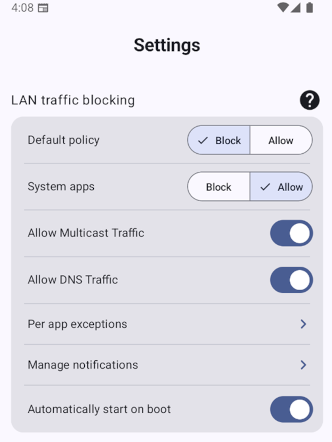 4:08
Settings
LAN traffic blocking
Default policy
Block
Allow
System apps
Block
Allow
Allow Multicast Traffic
Allow DNS Traffic
Per app exceptions
Manage notifications
Automatically start on boot